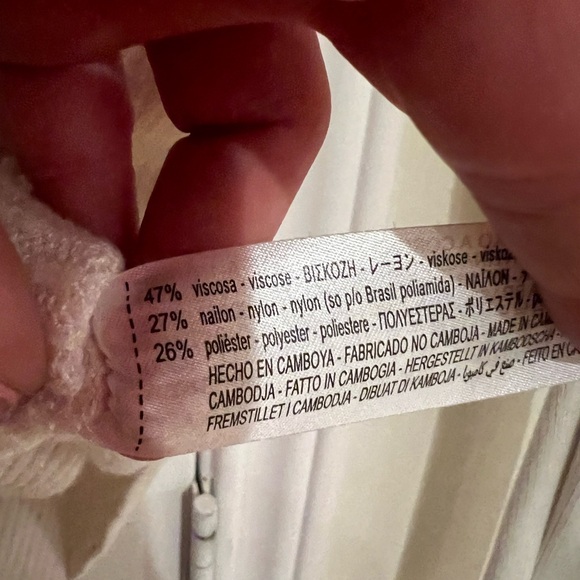 47% viscosa - viscose - ΒΙΣΚΟΖΗ - レーヨン - viskose -
27% nailon - nylon - nylon (so p/o Brasil poliamida) - ΝΑΪΛΟΝ -
26% poliéster - polyester - poliestere - ΠΟΛΥΕΣΤΕΡΑΣ - ポリエステル -
HECHO EN CAMBOYA - FABRICADO NO CAMBOJA - MADE IN
CAMBODJA - FATTO IN CAMBOGIA - HERGESTELLT IN KAMBODSCHA -
FREMSTILLET I CAMBODJA - DIBUAT DI KAMBOJA - صنع في كامبوديا - FEITO EN